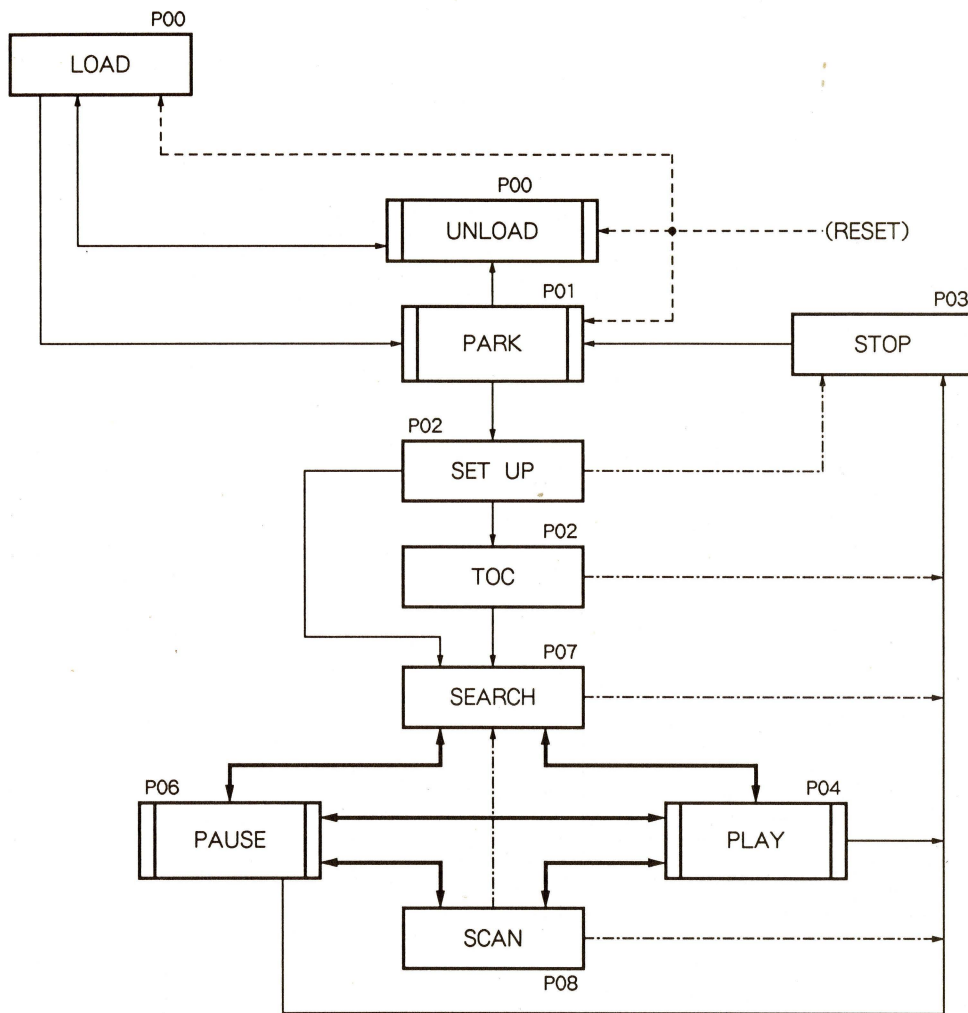 P00
LOAD
P00
UNLOAD
(RESET)
P01
PARK
P03
STOP
P02
SET UP
P02
TOC
P07
SEARCH
P06
PAUSE
P04
PLAY
SCAN
P08